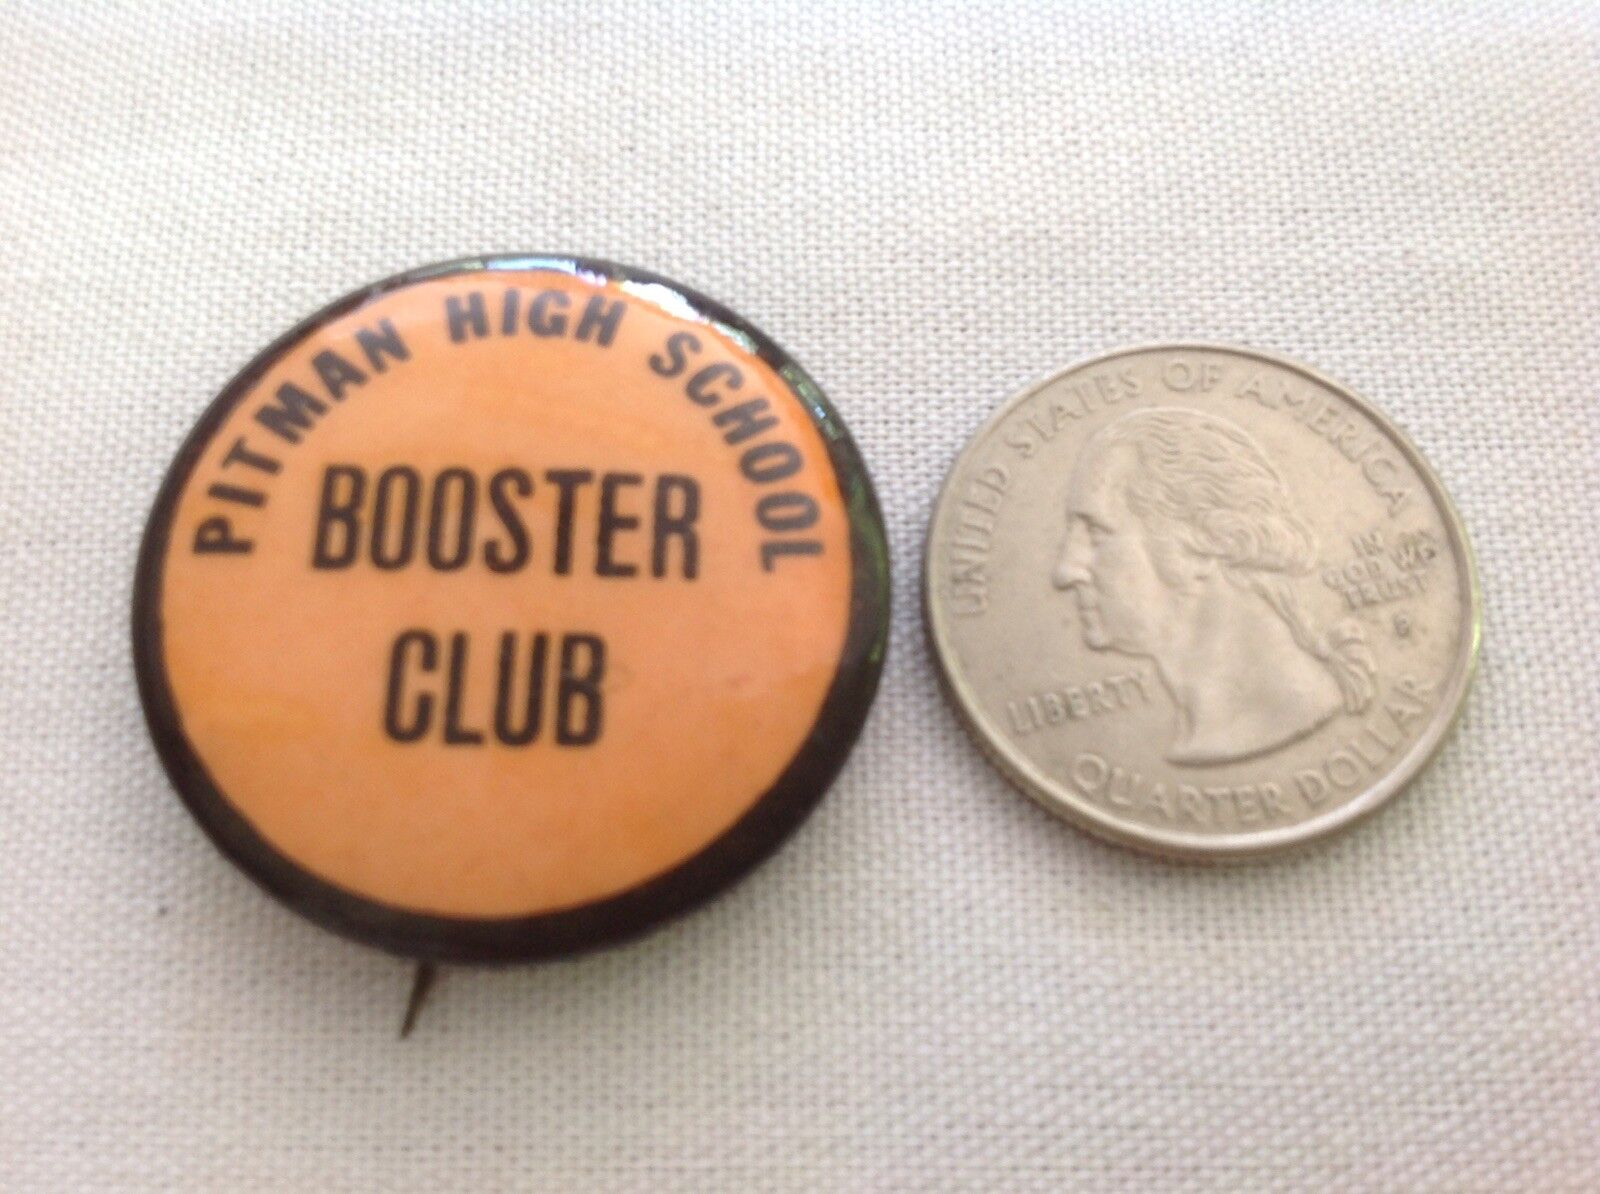 PITMAN HIGH SCHOOL
BOOSTER
CLUB
UNITED STATES OF AMERICA
LIBERTY
IN
GOD WE
TRUST
QUARTER DOLLAR